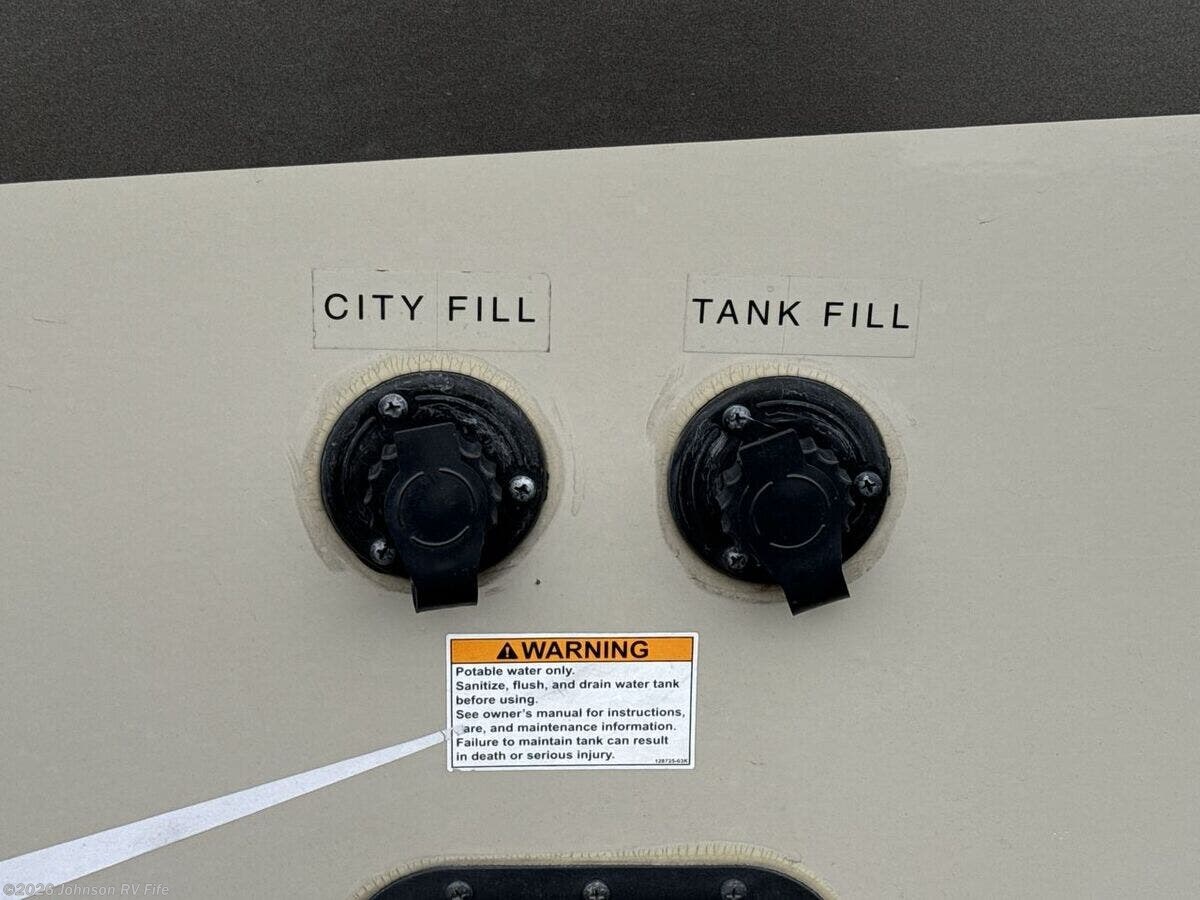 CITY FILL
TANK FILL
WARNING
Potable water only.
Sanitize, flush, and drain water tank
before using.
See owner's manual for instructions,
are, and maintenance information.
Failure to maintain tank can result
in death or serious injury.
128725-03K
©2026 Johnson RV Fife